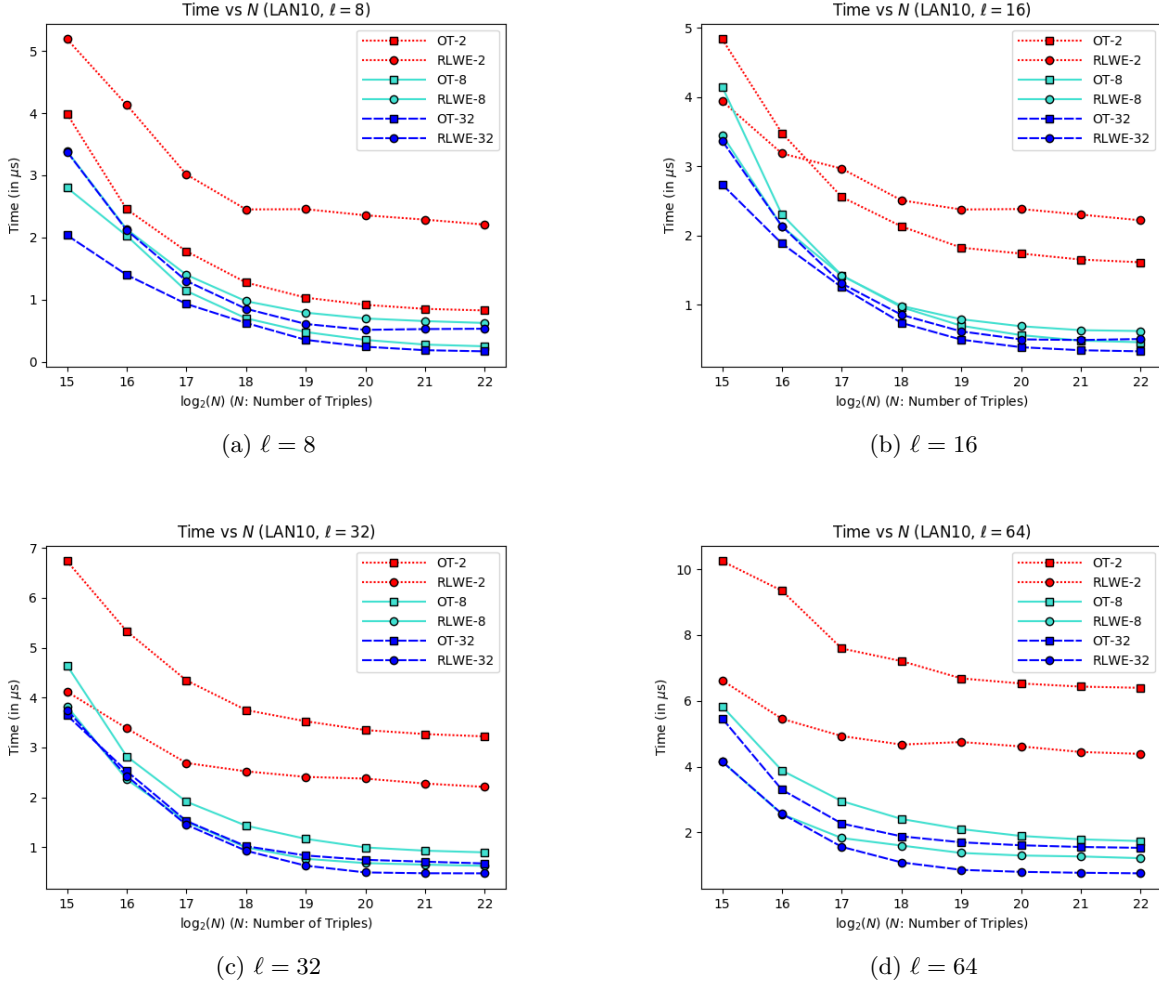 Time vs N (LAN10, ℓ = 8)
Time (in μs)
5
4
3
2
1
0
OT-2
RLWE-2
OT-8
RLWE-8
OT-32
RLWE-32
15 16 17 18 19 20 21 22
log₂(N) (N: Number of Triples)
(a) ℓ = 8
Time vs N (LAN10, ℓ = 16)
Time (in μs)
5
4
3
2
1
OT-2
RLWE-2
OT-8
RLWE-8
OT-32
RLWE-32
15 16 17 18 19 20 21 22
log₂(N) (N: Number of Triples)
(b) ℓ = 16
Time vs N (LAN10, ℓ = 32)
Time (in μs)
7
6
5
4
3
2
1
OT-2
RLWE-2
OT-8
RLWE-8
OT-32
RLWE-32
15 16 17 18 19 20 21 22
log₂(N) (N: Number of Triples)
(c) ℓ = 32
Time vs N (LAN10, ℓ = 64)
Time (in μs)
10
8
6
4
2
OT-2
RLWE-2
OT-8
RLWE-8
OT-32
RLWE-32
15 16 17 18 19 20 21 22
log₂(N) (N: Number of Triples)
(d) ℓ = 64